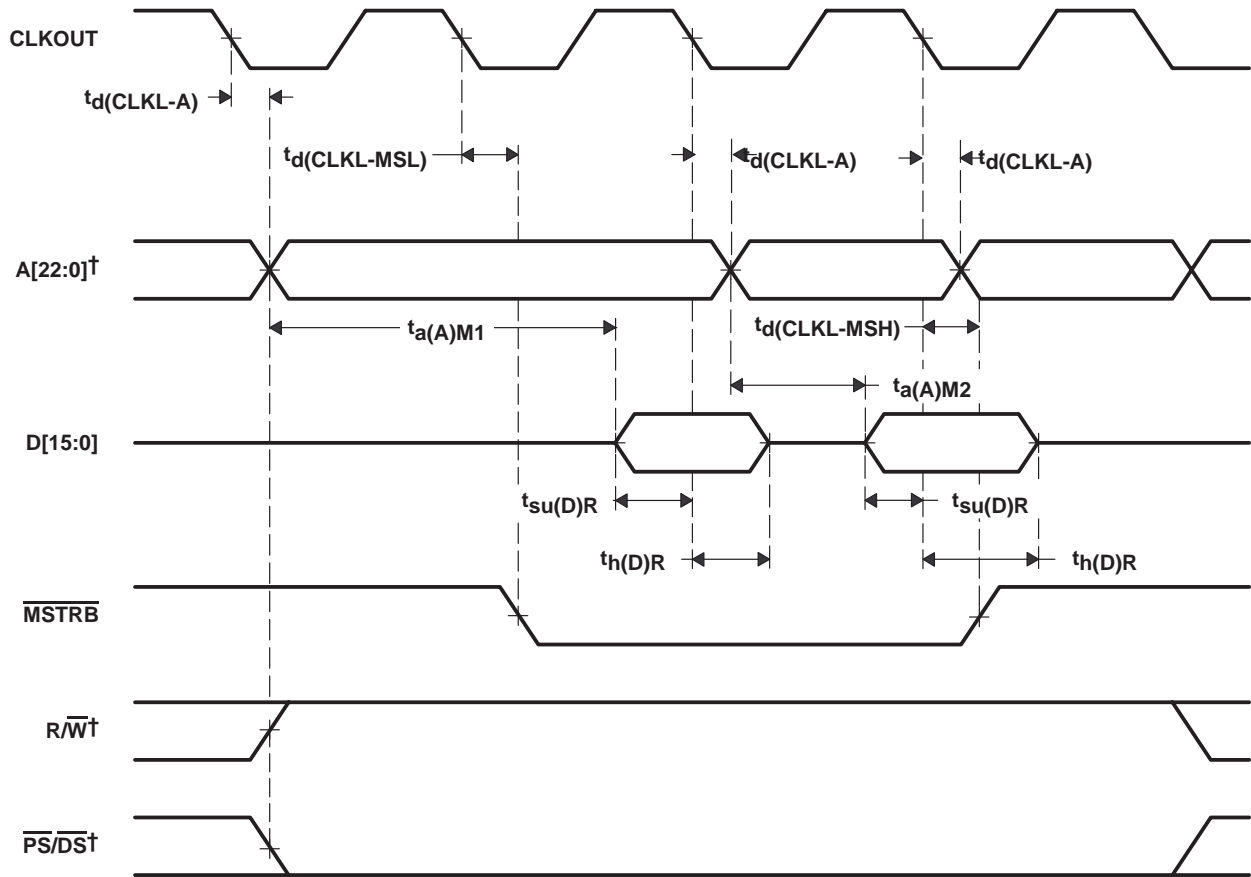 CLKOUT
td(CLKL-A)
td(CLKL-MSL)
td(CLKL-A)
td(CLKL-A)
A[22:0]†
ta(A)M1
td(CLKL-MSH)
ta(A)M2
D[15:0]
tsu(D)R
tsu(D)R
th(D)R
th(D)R
MSTRB
R/W†
PS/DS†